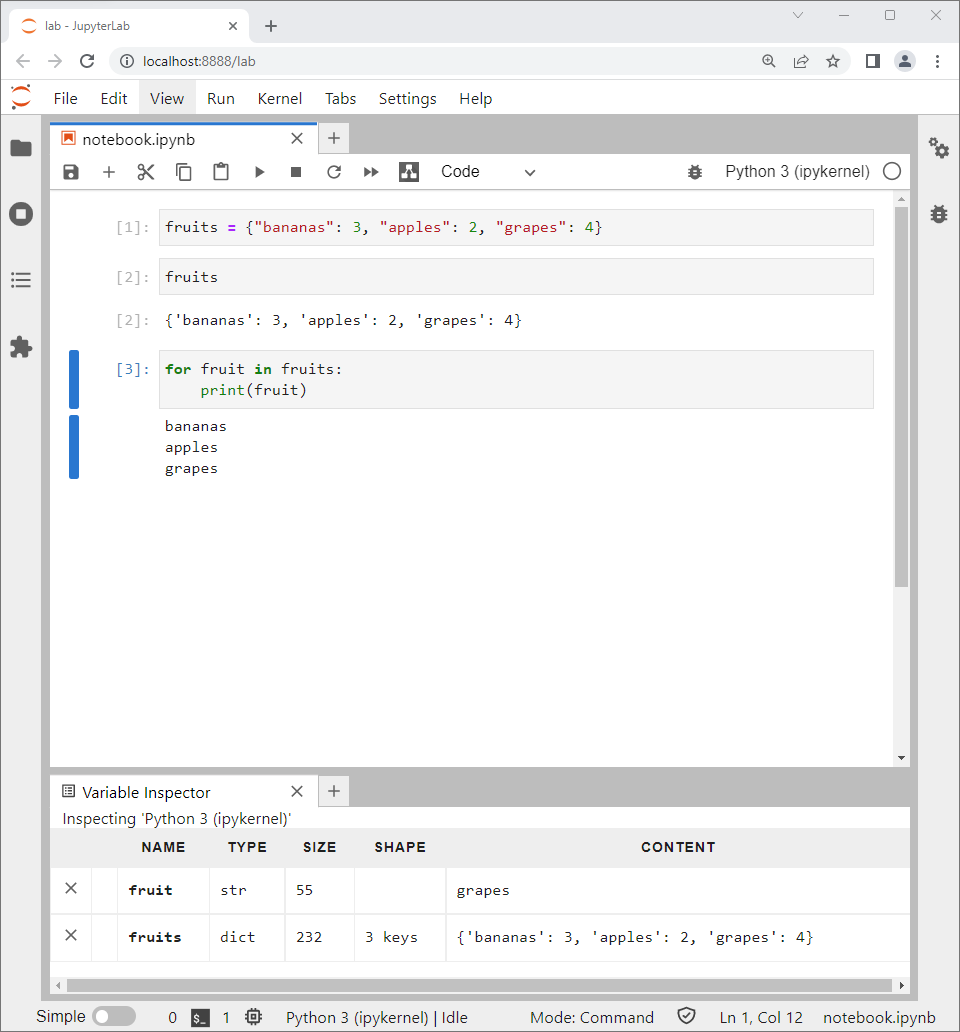 lab - JupyterLab
localhost:8888/lab
File Edit View Run Kernel Tabs Settings Help
notebook.ipynb
Code Python 3 (ipykernel)
[1]: fruits = {"bananas": 3, "apples": 2, "grapes": 4}
[2]: fruits
[2]: {'bananas': 3, 'apples': 2, 'grapes': 4}
[3]: for fruit in fruits:
print(fruit)
bananas
apples
grapes
Variable Inspector
Inspecting 'Python 3 (ipykernel)'
NAME TYPE SIZE SHAPE CONTENT
fruit str 55 grapes
fruits dict 232 3 keys {'bananas': 3, 'apples': 2, 'grapes': 4}
Simple 0 $_ 1 Python 3 (ipykernel) | Idle Mode: Command Ln 1, Col 12 notebook.ipynb